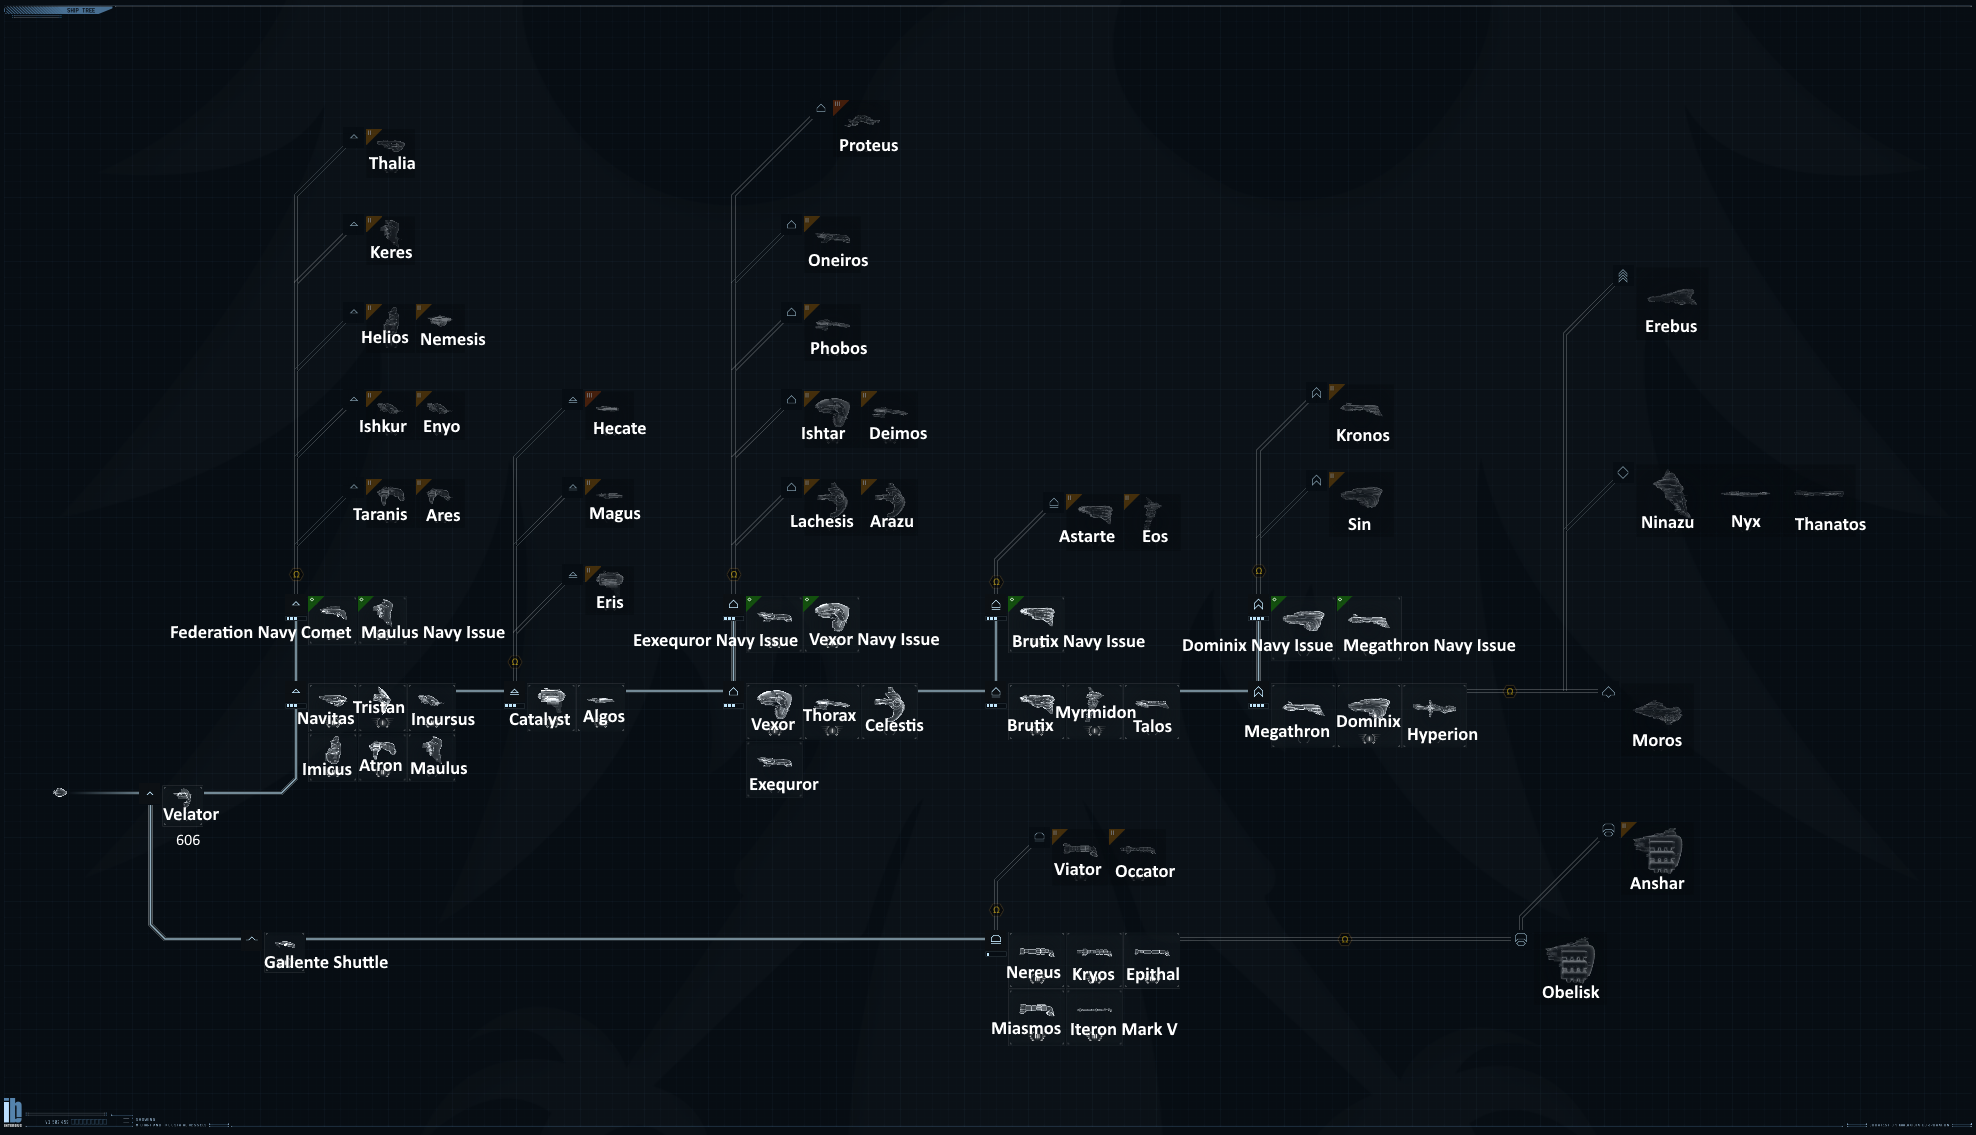 SHIP TREE
Proteus
Thalia
Keres
Oneiros
Erebus
Helios
Nemesis
Phobos
Ishkur
Enyo
Hecate
Ishtar
Deimos
Kronos
Taranis
Ares
Magus
Lachesis
Arazu
Astarte
Eos
Sin
Ninazu
Nyx
Thanatos
Eris
Federation Navy Comet
Maulus Navy Issue
Eexequror Navy Issue
Vexor Navy Issue
Brutix Navy Issue
Dominix Navy Issue
Megathron Navy Issue
Navitas
Tristan
Incursus
Catalyst
Algos
Vexor
Thorax
Celestis
Brutix
Myrmidon
Talos
Megathron
Dominix
Hyperion
Moros
Imicus
Atron
Maulus
Exequror
Velator
606
Viator
Occator
Anshar
Gallente Shuttle
Nereus
Kryos
Epithal
Obelisk
Miasmos
Iteron Mark V